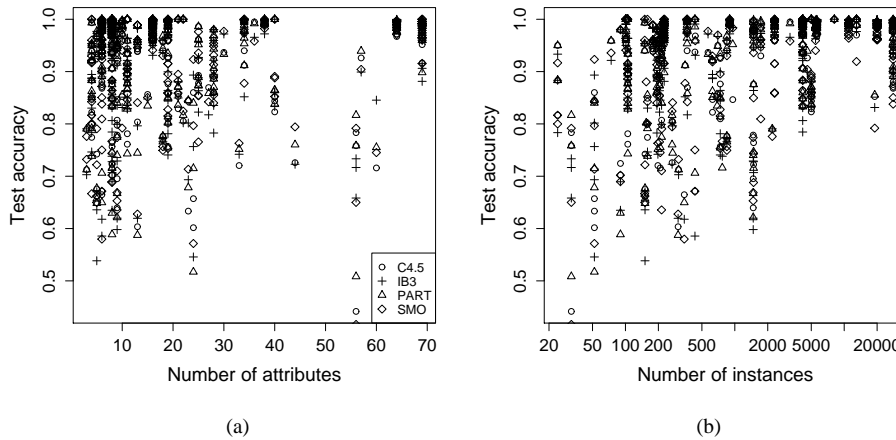 Test accuracy
1.0
0.9
0.8
0.7
0.6
0.5
10 20 30 40 50 60 70
Number of attributes
C4.5
IB3
PART
SMO
(a)
Test accuracy
1.0
0.9
0.8
0.7
0.6
0.5
20 50 100 200 500 2000 5000 20000
Number of instances
(b)